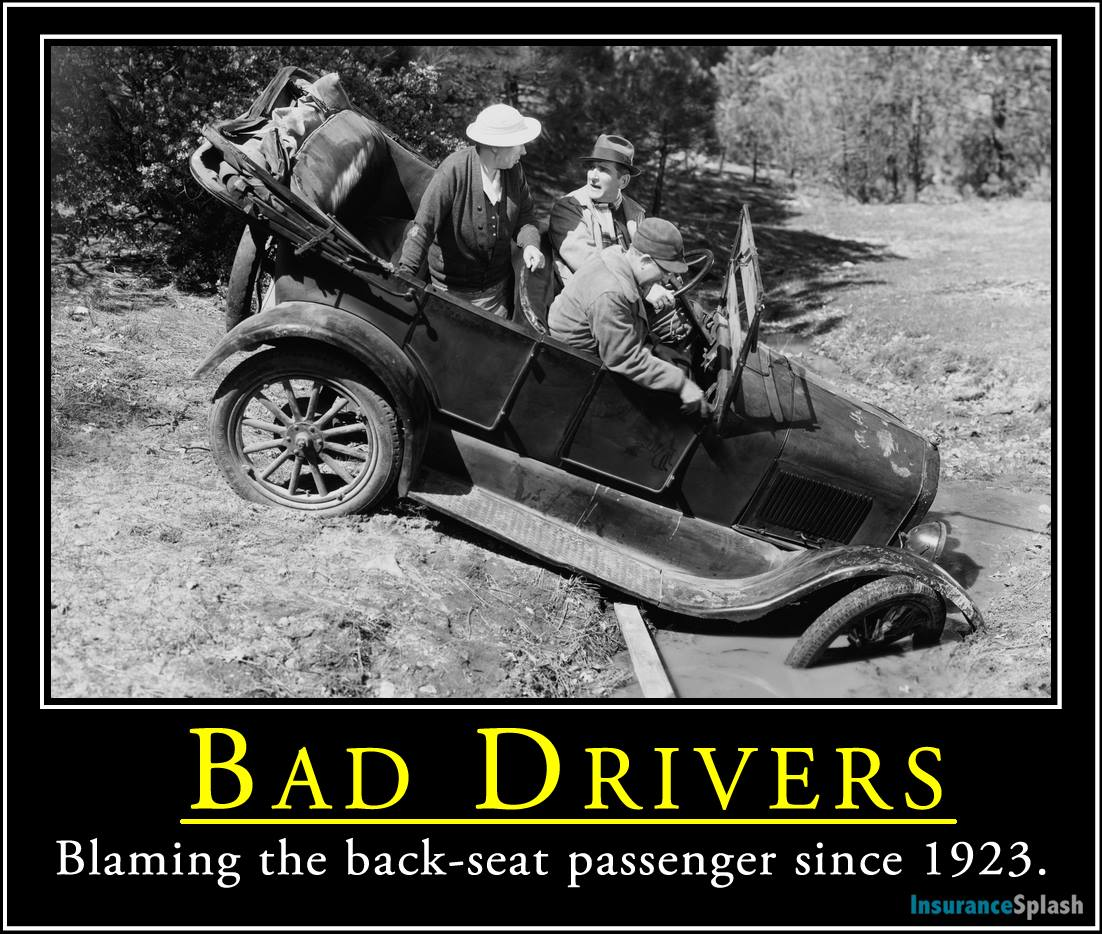 Bad Drivers
Blaming the back-seat passenger since 1923.
InsuranceSplash